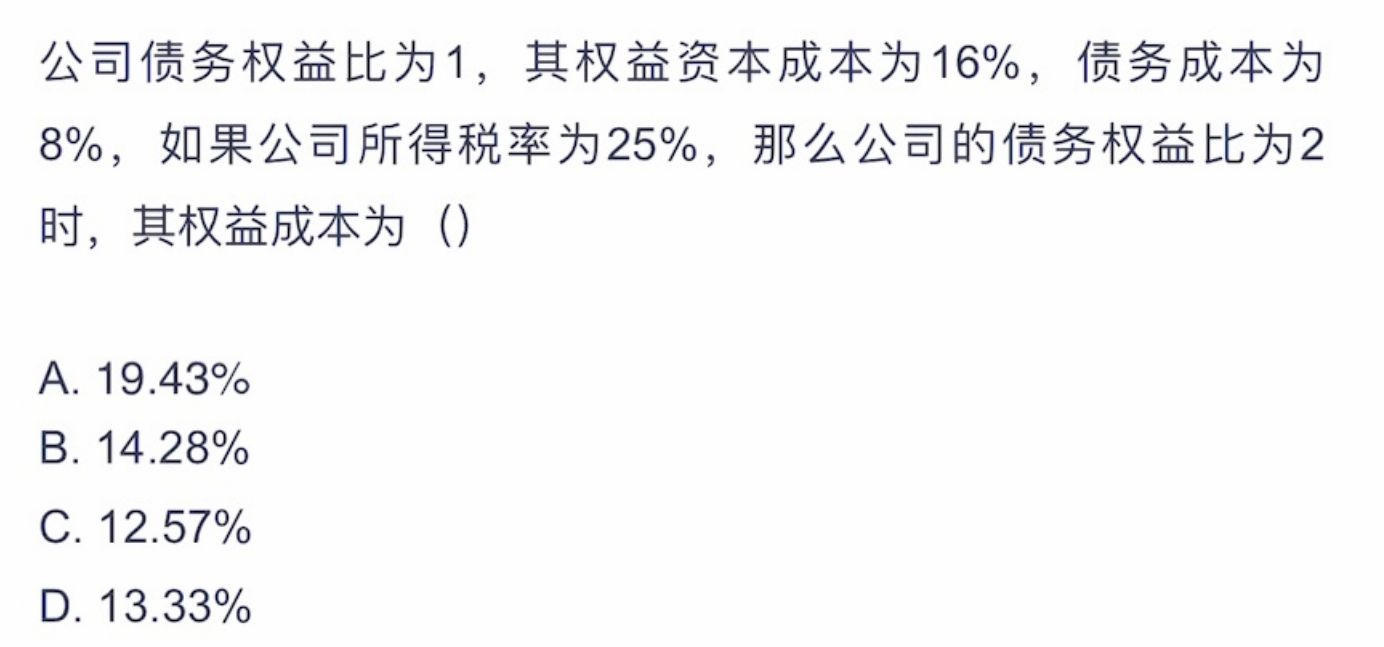 公司债务权益比为1，其权益资本成本为16%，债务成本为
8%，如果公司所得税率为25%，那么公司的债务权益比为2
时，其权益成本为（）
A. 19.43%
B. 14.28%
C. 12.57%
D. 13.33%